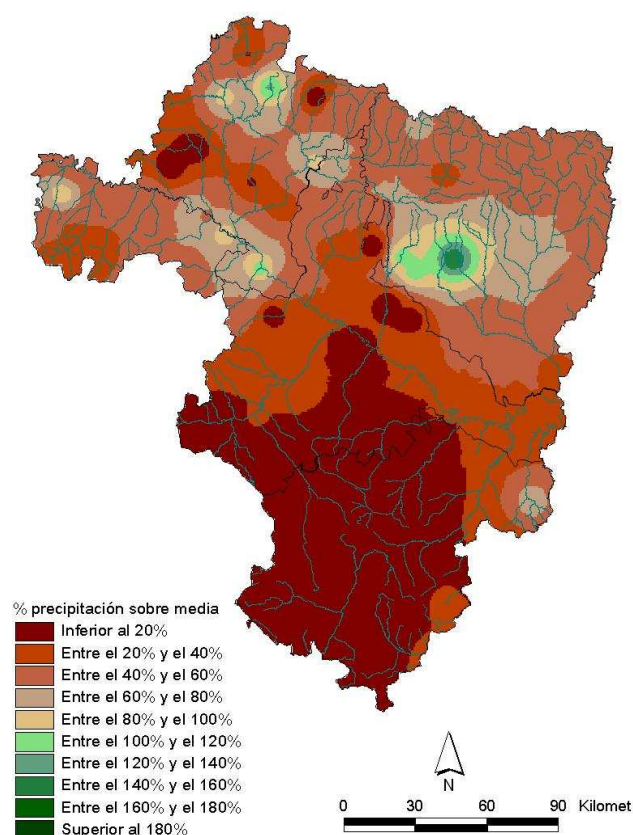 % precipitación sobre media
Inferior al 20%
Entre el 20% y el 40%
Entre el 40% y el 60%
Entre el 60% y el 80%
Entre el 80% y el 100%
Entre el 100% y el 120%
Entre el 120% y el 140%
Entre el 140% y el 160%
Entre el 160% y el 180%
Superior al 180%
N
0 30 60 90 Kilomet